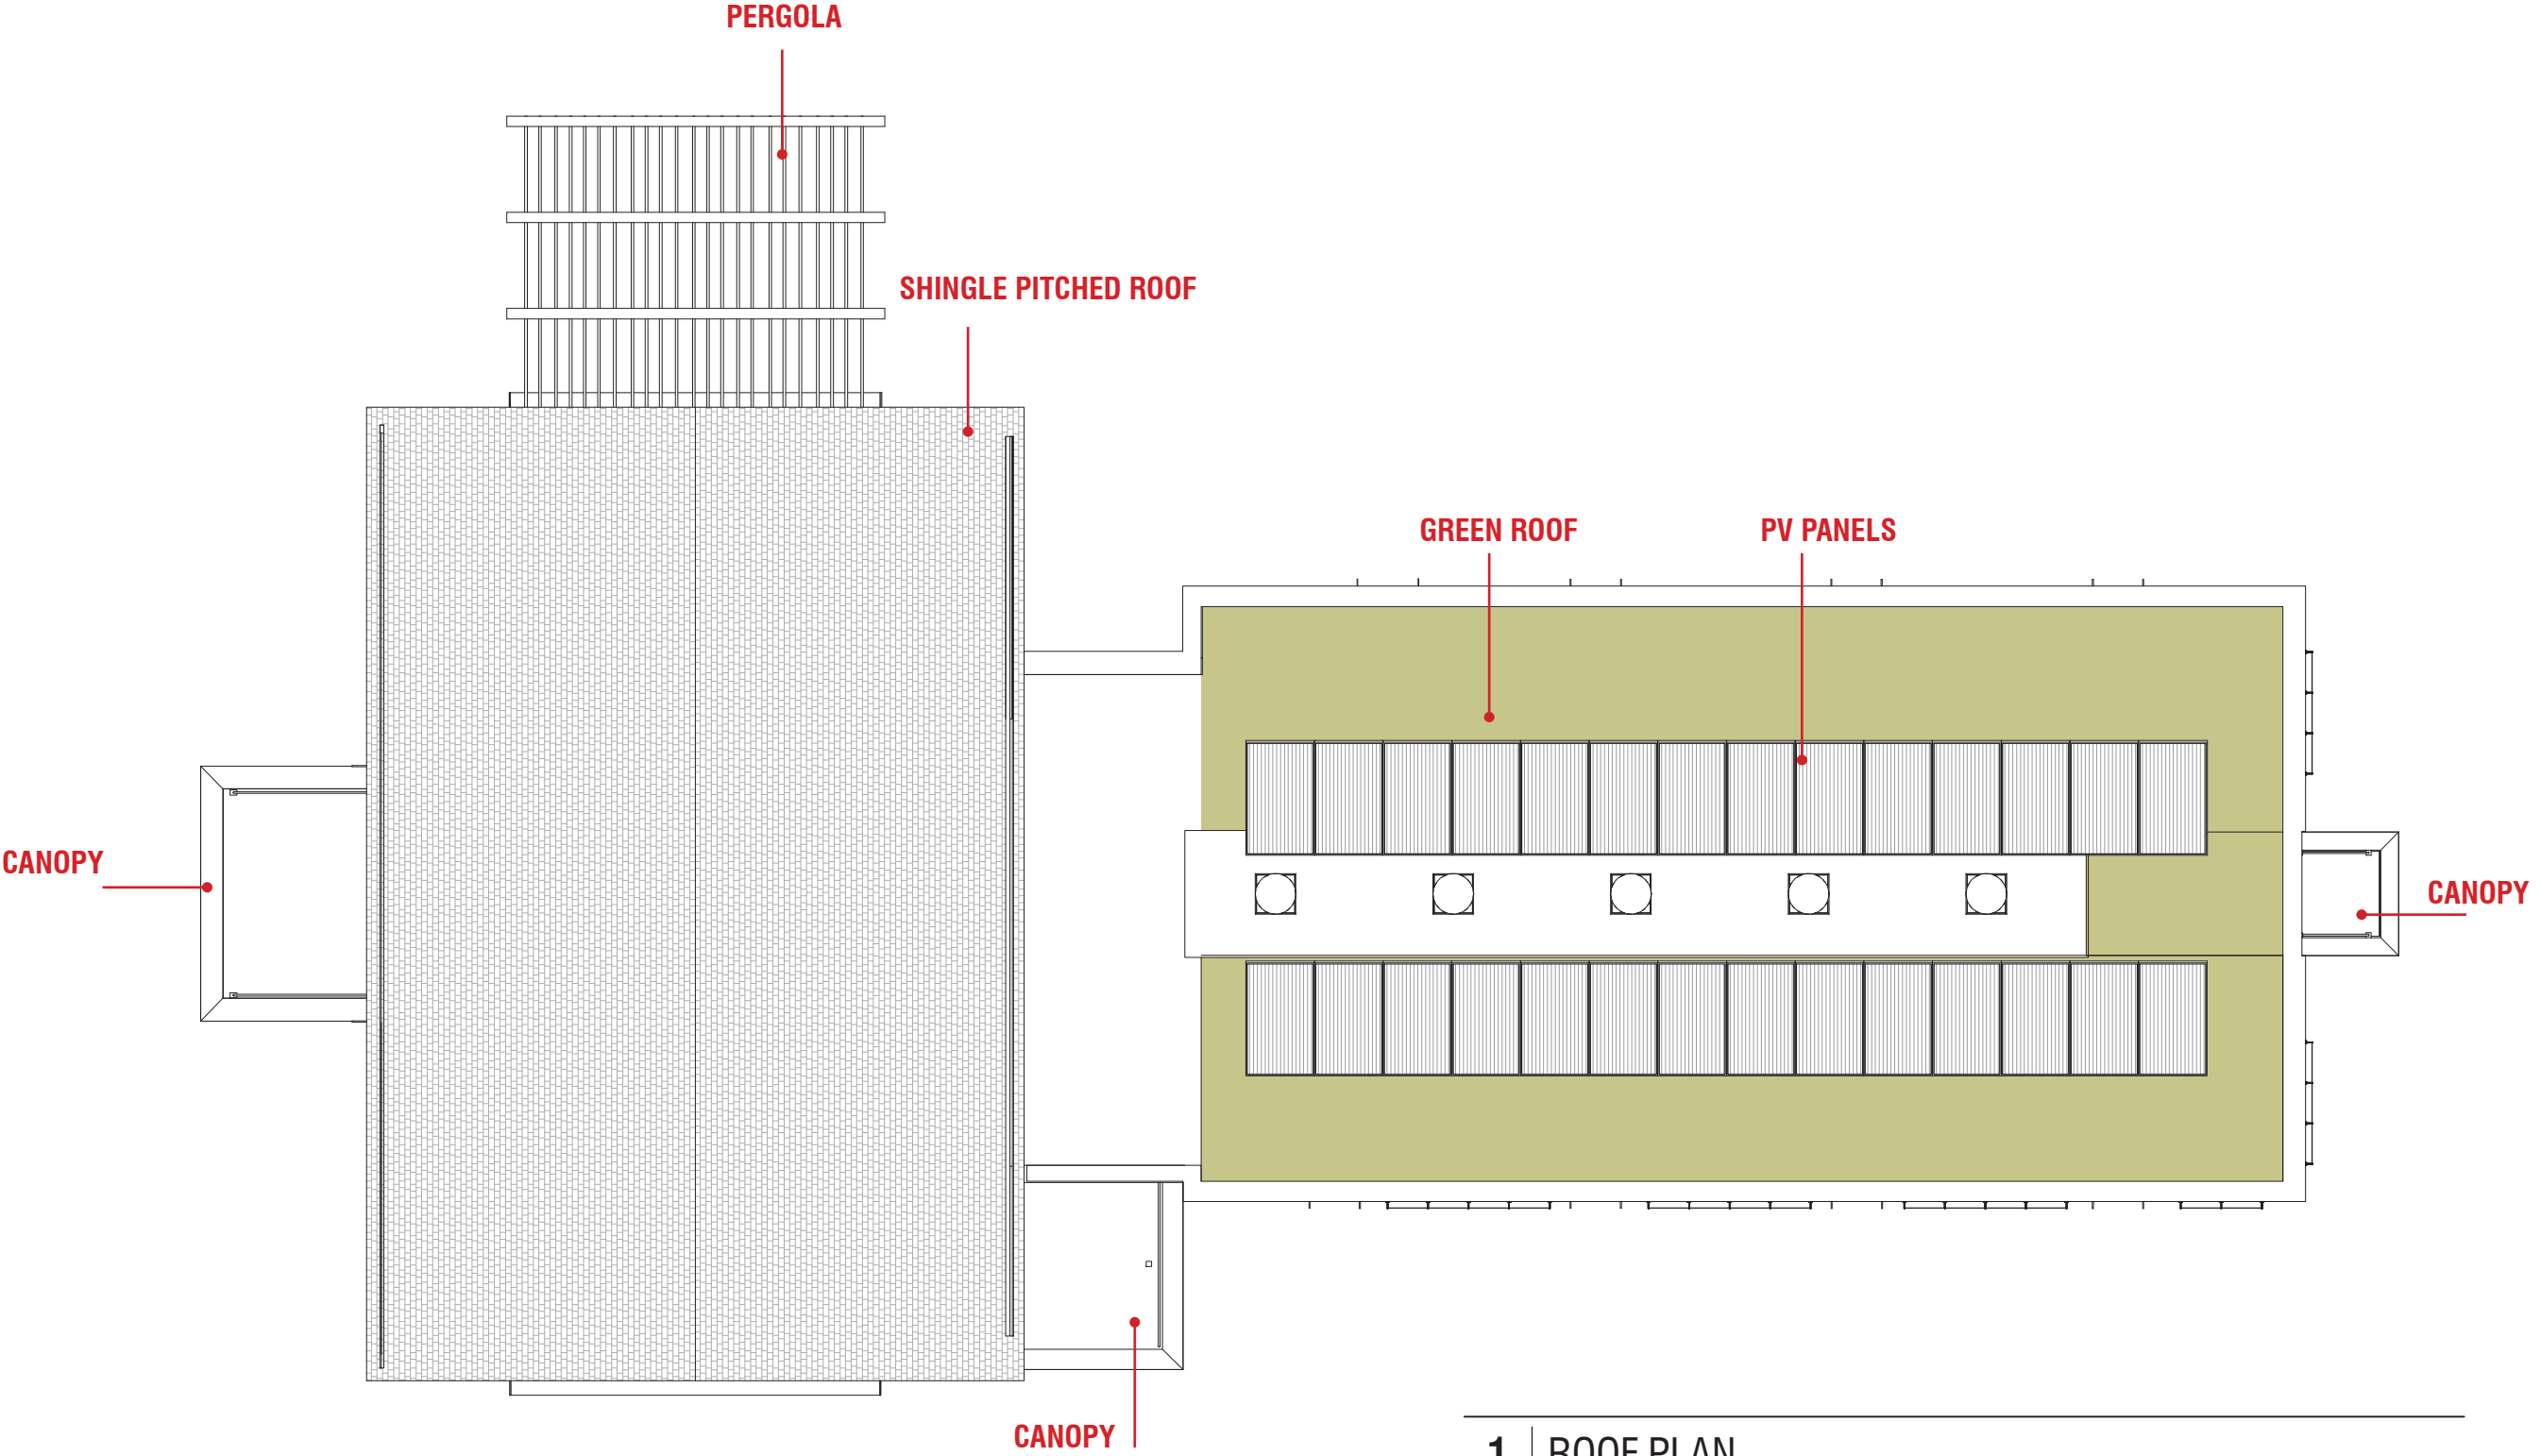 PERGOLA
SHINGLE PITCHED ROOF
GREEN ROOF
PV PANELS
CANOPY
CANOPY
CANOPY
1 ROOF PLAN